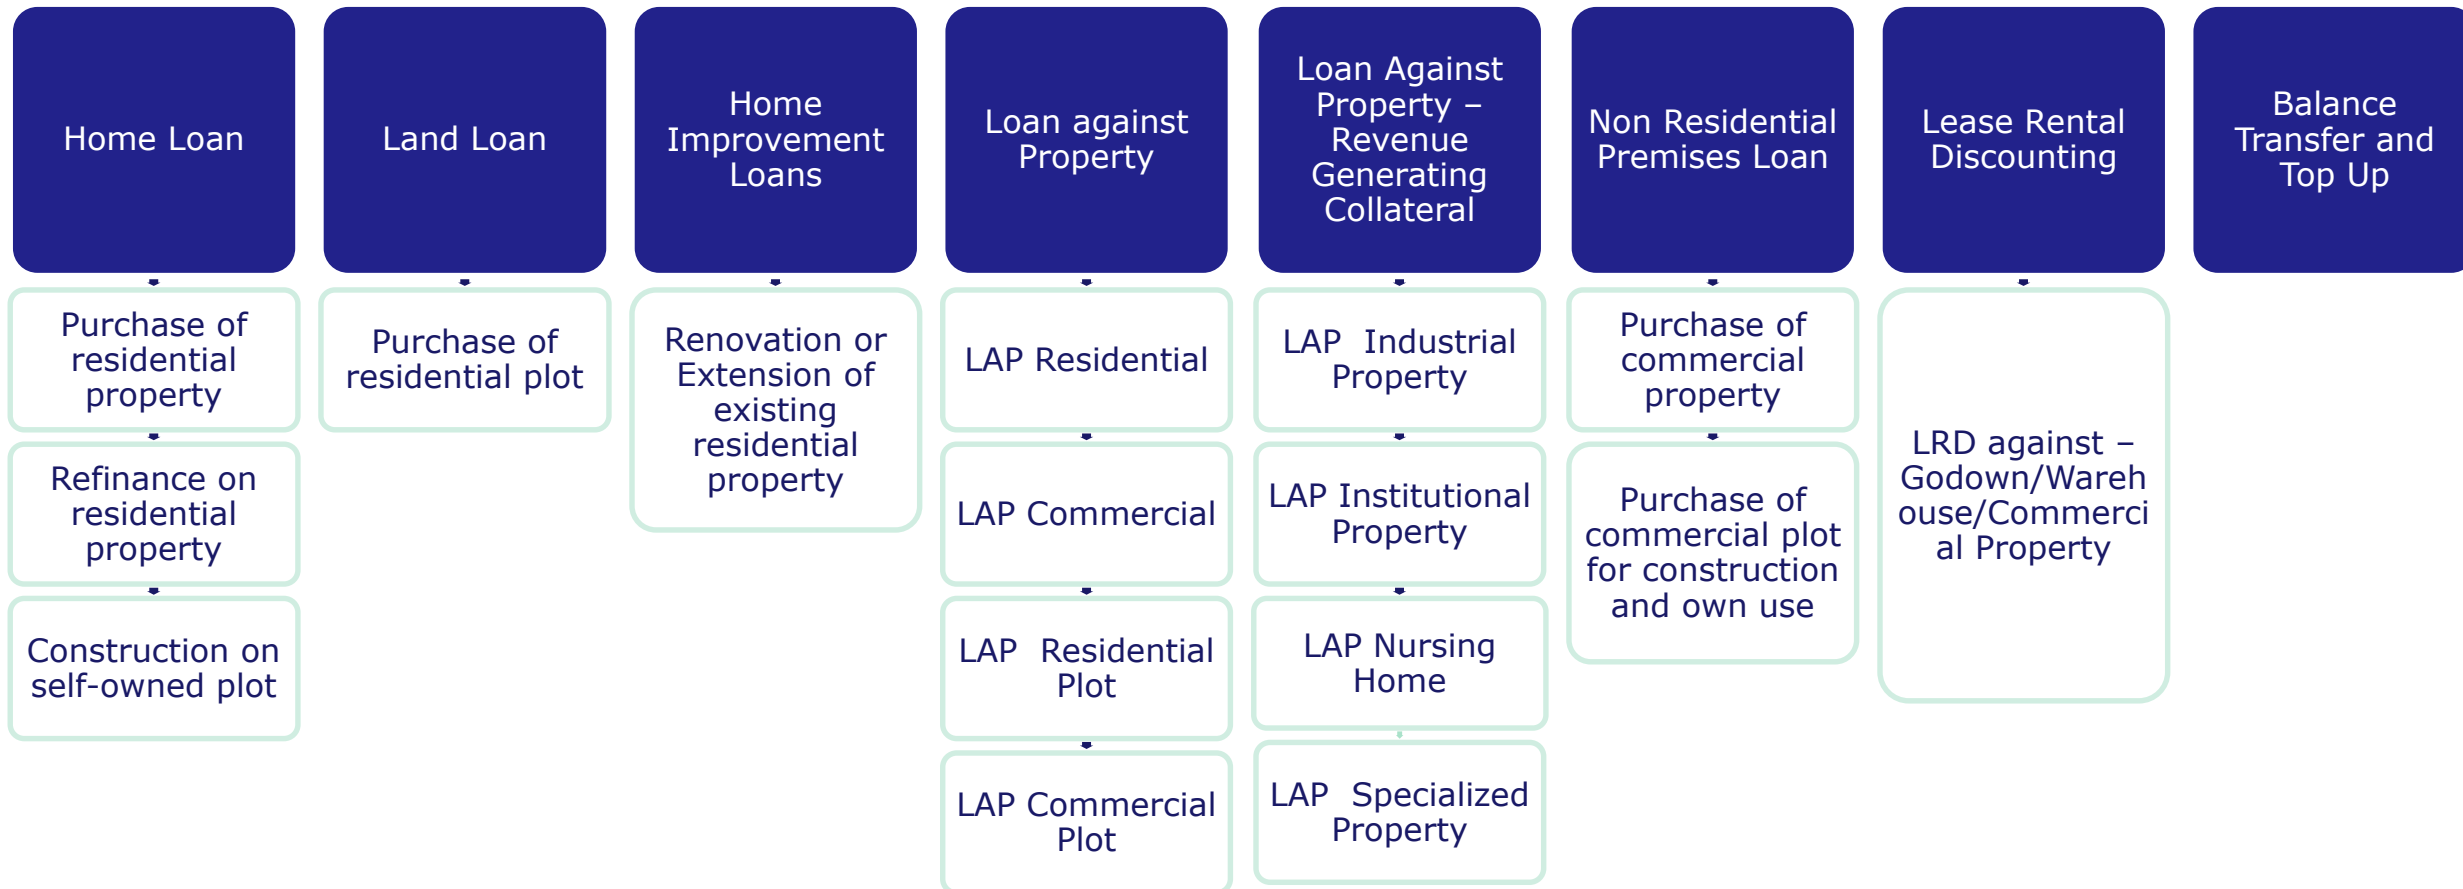 Home Loan
Purchase of
residential
property
Refinance on
residential
property
Construction on
self-owned plot
Land Loan
Purchase of
residential plot
Home
Improvement
Loans
Renovation or
Extension of
existing
residential
property
Loan against
Property
LAP Residential
LAP Commercial
LAP  Residential
Plot
LAP Commercial
Plot
Loan Against
Property –
Revenue
Generating
Collateral
LAP  Industrial
Property
LAP Institutional
Property
LAP Nursing
Home
LAP  Specialized
Property
Non Residential
Premises Loan
Purchase of
commercial
property
Purchase of
commercial plot
for construction
and own use
Lease Rental
Discounting
LRD against –
Godown/Wareh
ouse/Commerci
al Property
Balance
Transfer and
Top Up